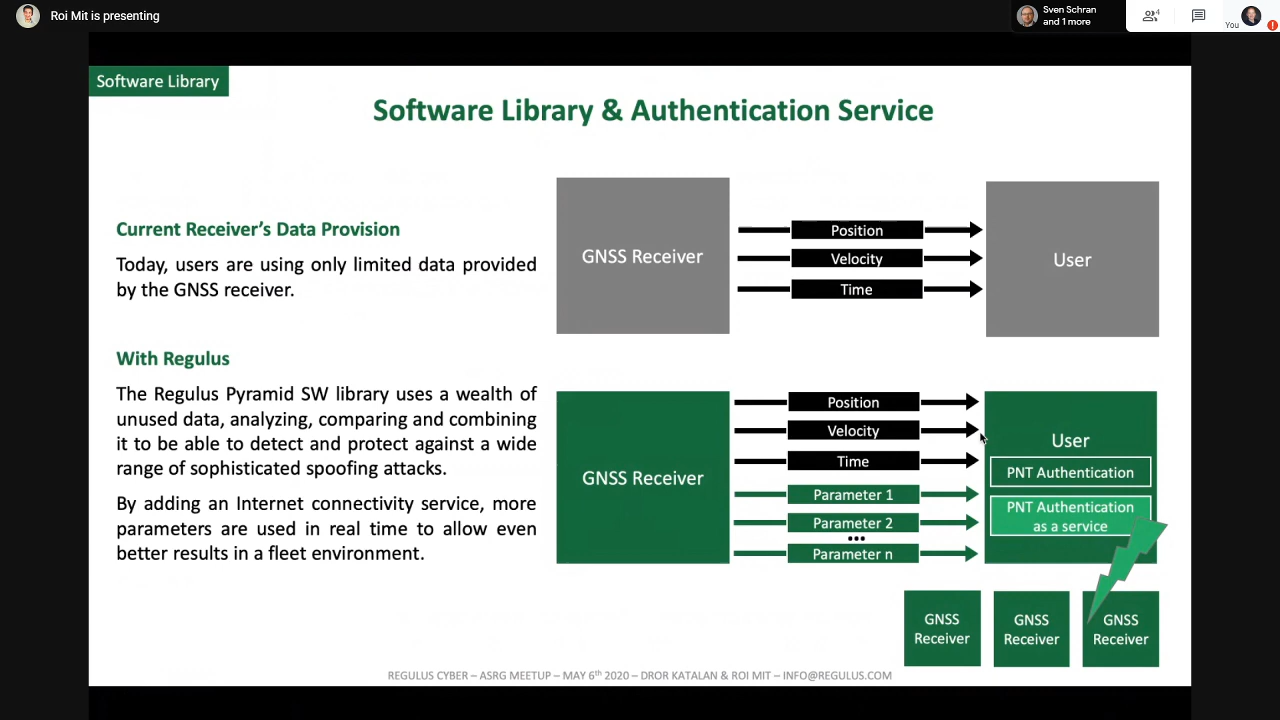 Roi Mit is presenting
Sven Schran
and 1 more
4
You
Software Library
Software Library & Authentication Service
Current Receiver's Data Provision
Today, users are using only limited data provided
by the GNSS receiver.
GNSS Receiver
Position
Velocity
Time
User
With Regulus
The Regulus Pyramid SW library uses a wealth of
unused data, analyzing, comparing and combining
it to be able to detect and protect against a wide
range of sophisticated spoofing attacks.
By adding an Internet connectivity service, more
parameters are used in real time to allow even
better results in a fleet environment.
GNSS Receiver
Position
Velocity
Time
Parameter 1
Parameter 2
•••
Parameter n
User
PNT Authentication
PNT Authentication
as a service
GNSS
Receiver
GNSS
Receiver
GNSS
Receiver
REGULUS CYBER – ASRG MEETUP – MAY 6th 2020 – DROR KATALAN & ROI MIT – INFO@REGULUS.COM